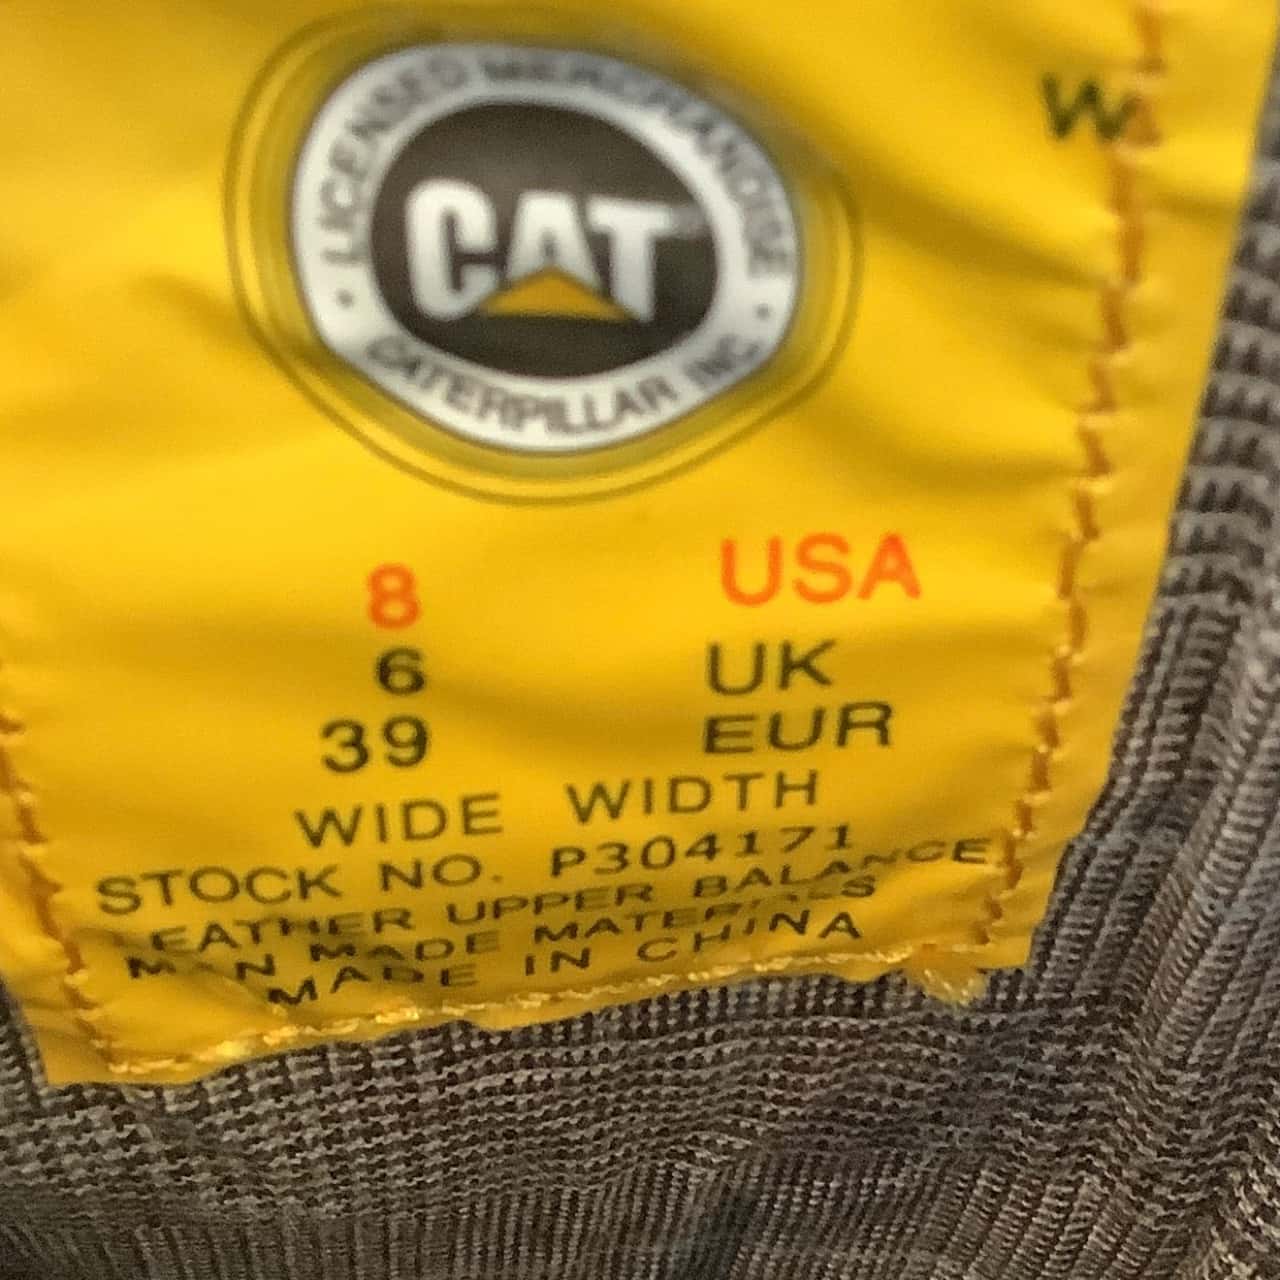 W
LICENSED MERCHANDISE
CAT
CATERPILLAR INC
8 USA
6 UK
39 EUR
WIDE WIDTH
STOCK NO. P304171
LEATHER UPPER BALANCE
MAN MADE MATERIALS
MADE IN CHINA